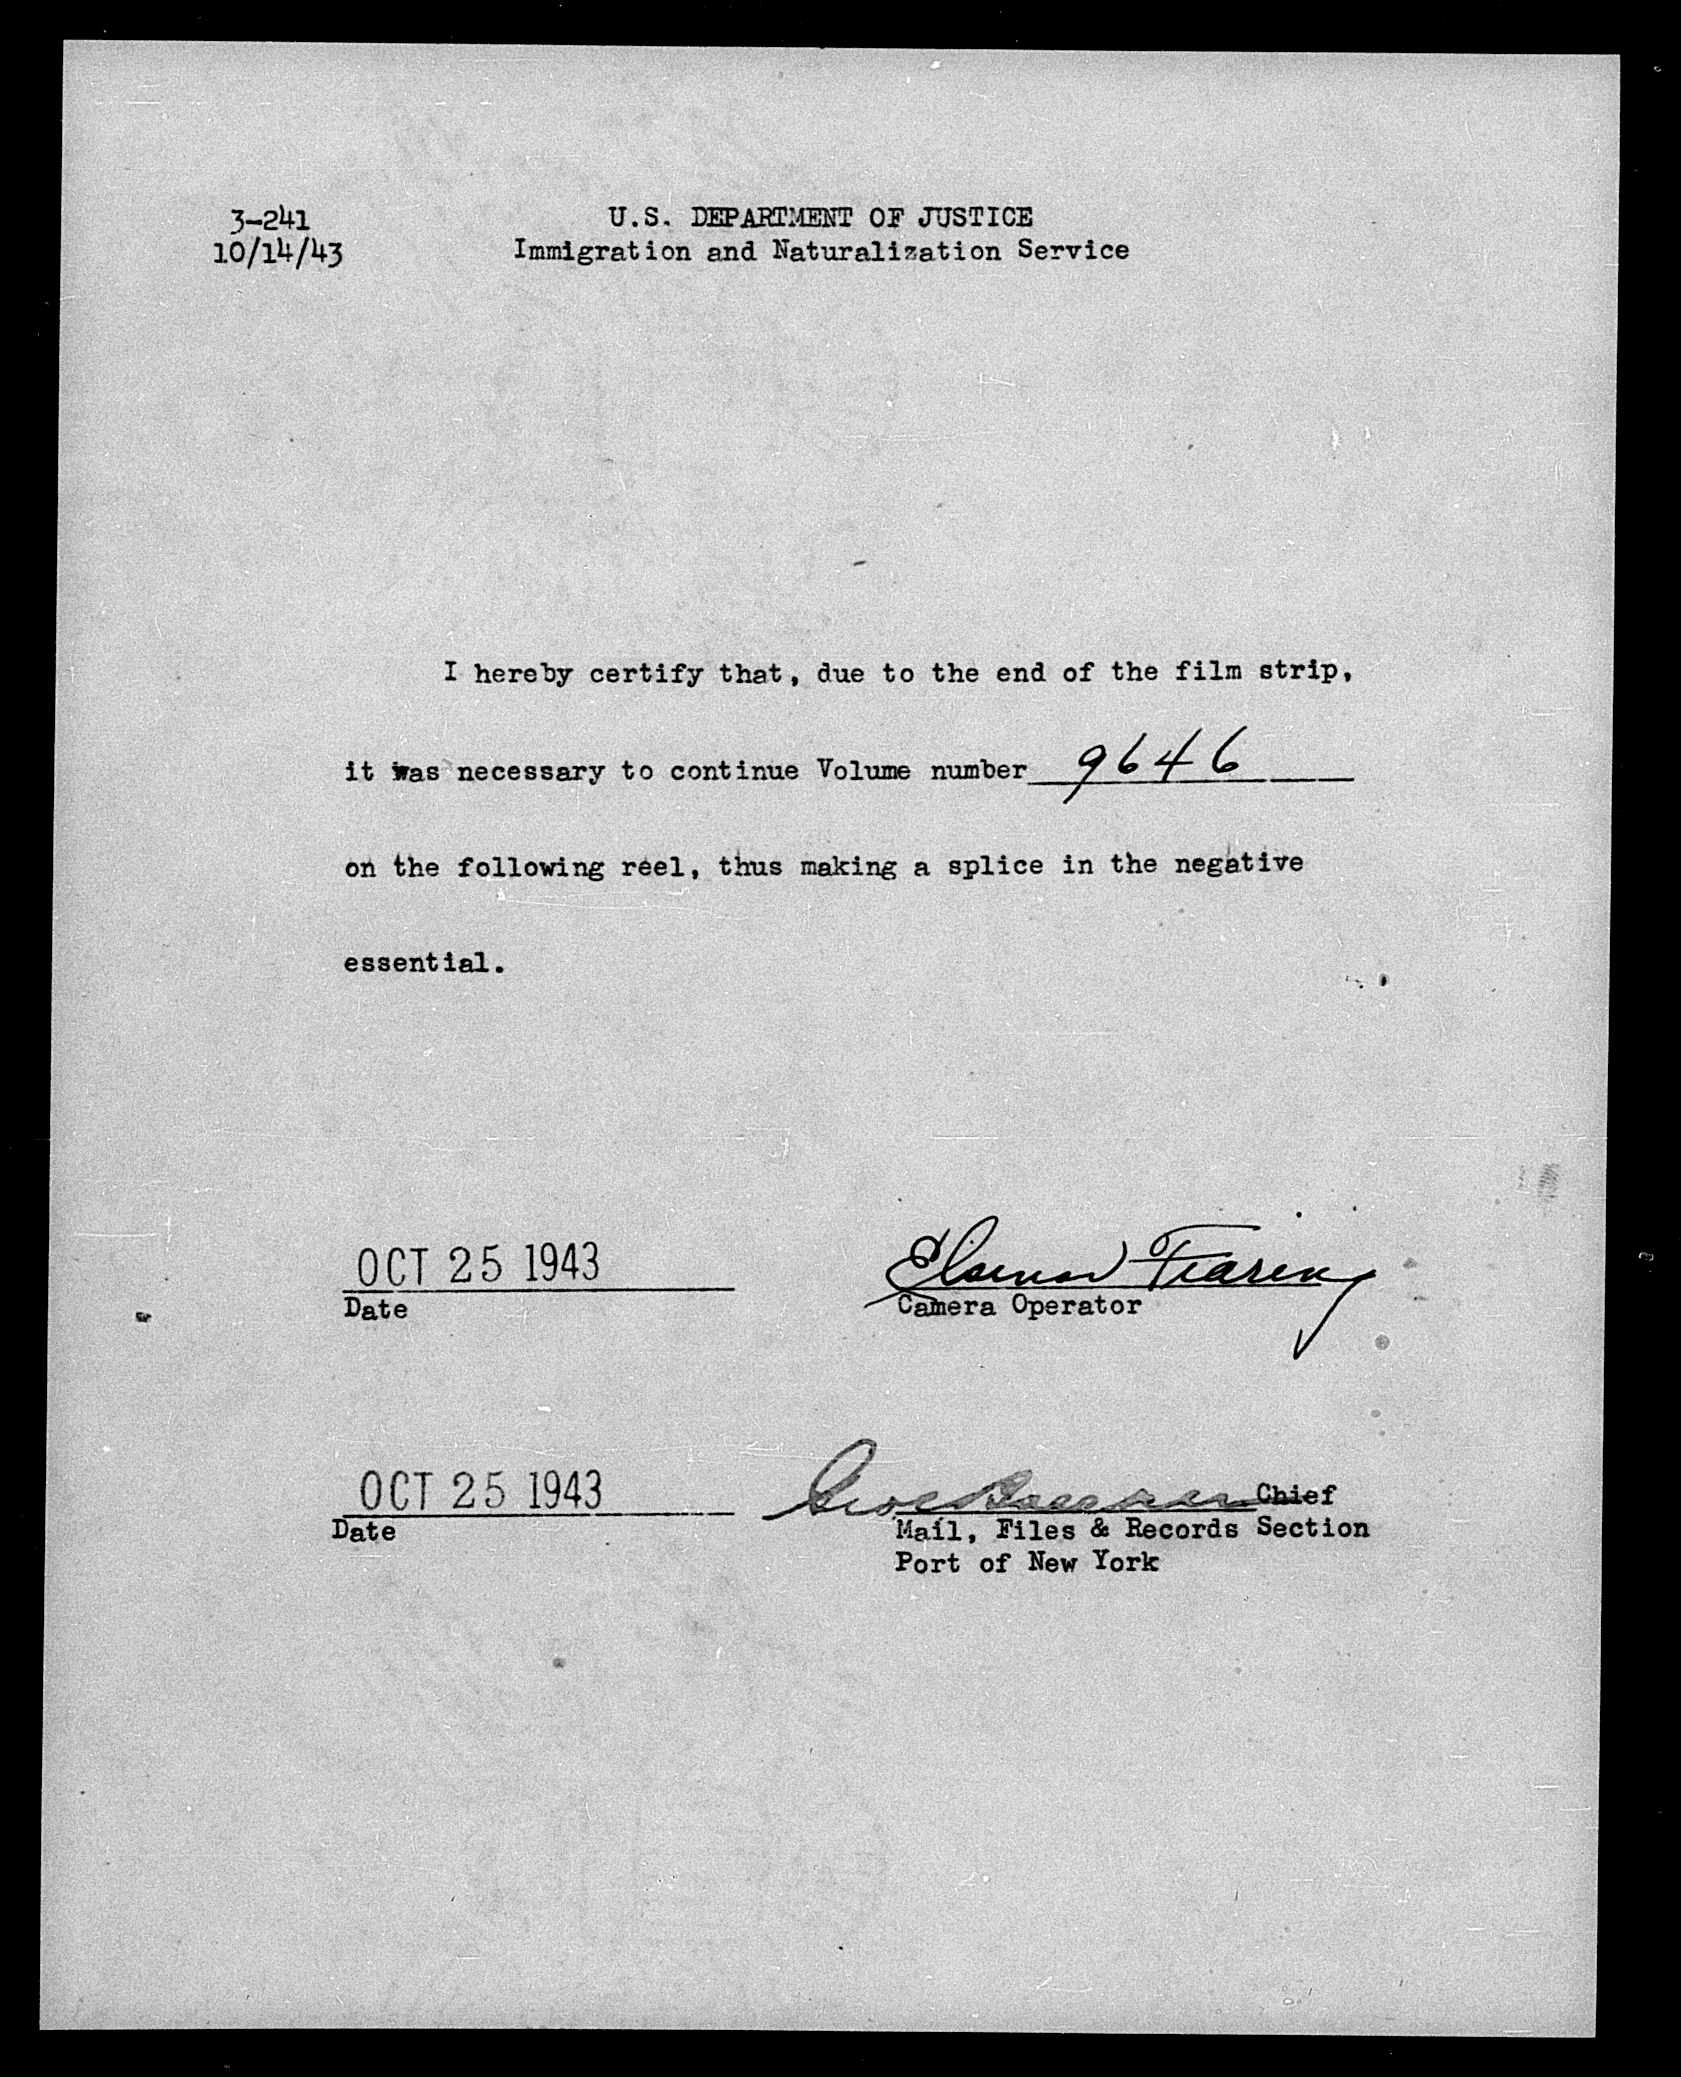 3-241
10/14/43
U.S. DEPARTMENT OF JUSTICE
Immigration and Naturalization Service
I hereby certify that, due to the end of the film strip,
it was necessary to continue Volume number 9646
on the following reel, thus making a splice in the negative
essential.
OCT 25 1943
Date
Eleanor Fearing
Camera Operator
OCT 25 1943
Date
Chief
Mail, Files & Records Section
Port of New York